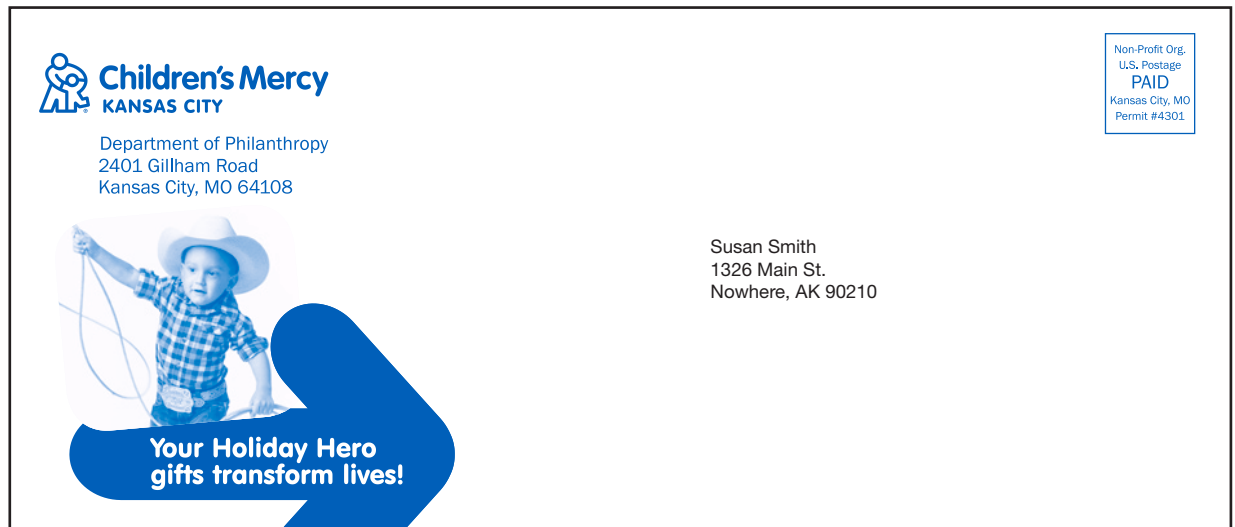 Children's Mercy
KANSAS CITY
Department of Philanthropy
2401 Gillham Road
Kansas City, MO 64108
Non-Profit Org.
U.S. Postage
PAID
Kansas City, MO
Permit #4301
Susan Smith
1326 Main St.
Nowhere, AK 90210
Your Holiday Hero
gifts transform lives!